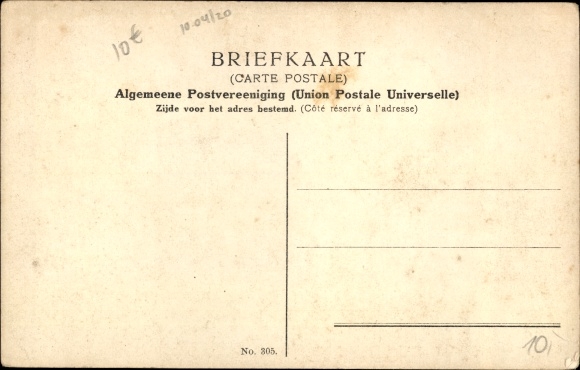 10€
10.04/20
BRIEFKAART
(CARTE POSTALE)
Algemeene Postvereeniging (Union Postale Universelle)
Zijde voor het adres bestemd. (Côté réservé à l'adresse)
No. 305.
10,